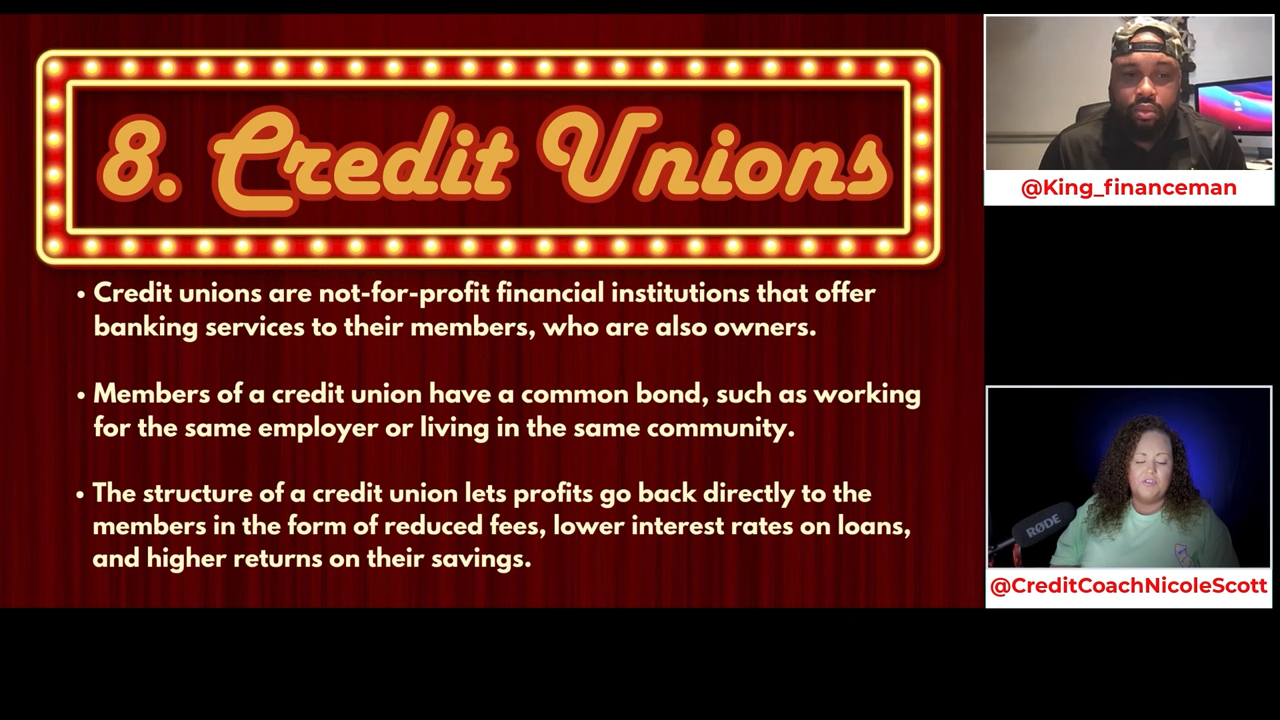 8. Credit Unions
• Credit unions are not-for-profit financial institutions that offer
banking services to their members, who are also owners.
• Members of a credit union have a common bond, such as working
for the same employer or living in the same community.
• The structure of a credit union lets profits go back directly to the
members in the form of reduced fees, lower interest rates on loans,
and higher returns on their savings.
@King_financeman
RØDE
@CreditCoachNicoleScott